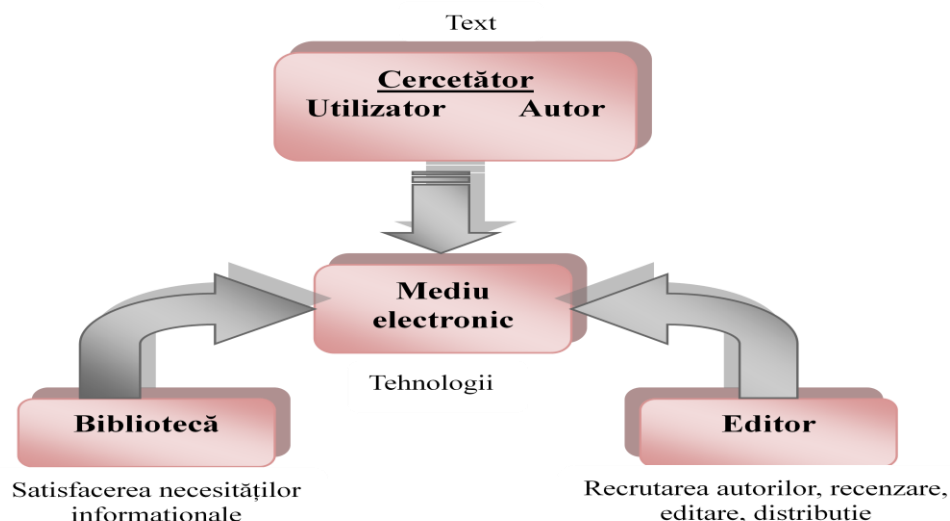 Text
Cercetător
Utilizator Autor
Mediu
electronic
Tehnologii
Bibliotecă
Editor
Satisfacerea necesităților
informaționale
Recrutarea autorilor, recenzare,
editare, distribuție